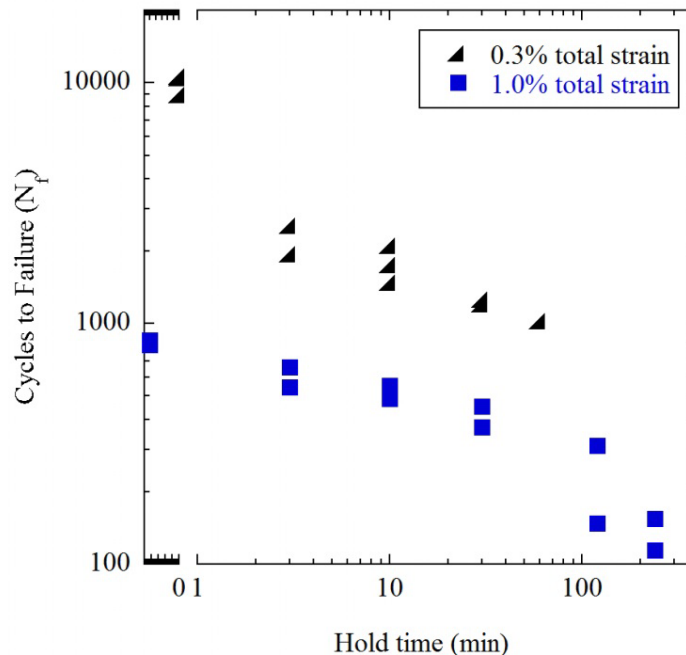 0.3% total strain
1.0% total strain
10000
1000
100
Cycles to Failure (N_f)
0 1 10 100
Hold time (min)